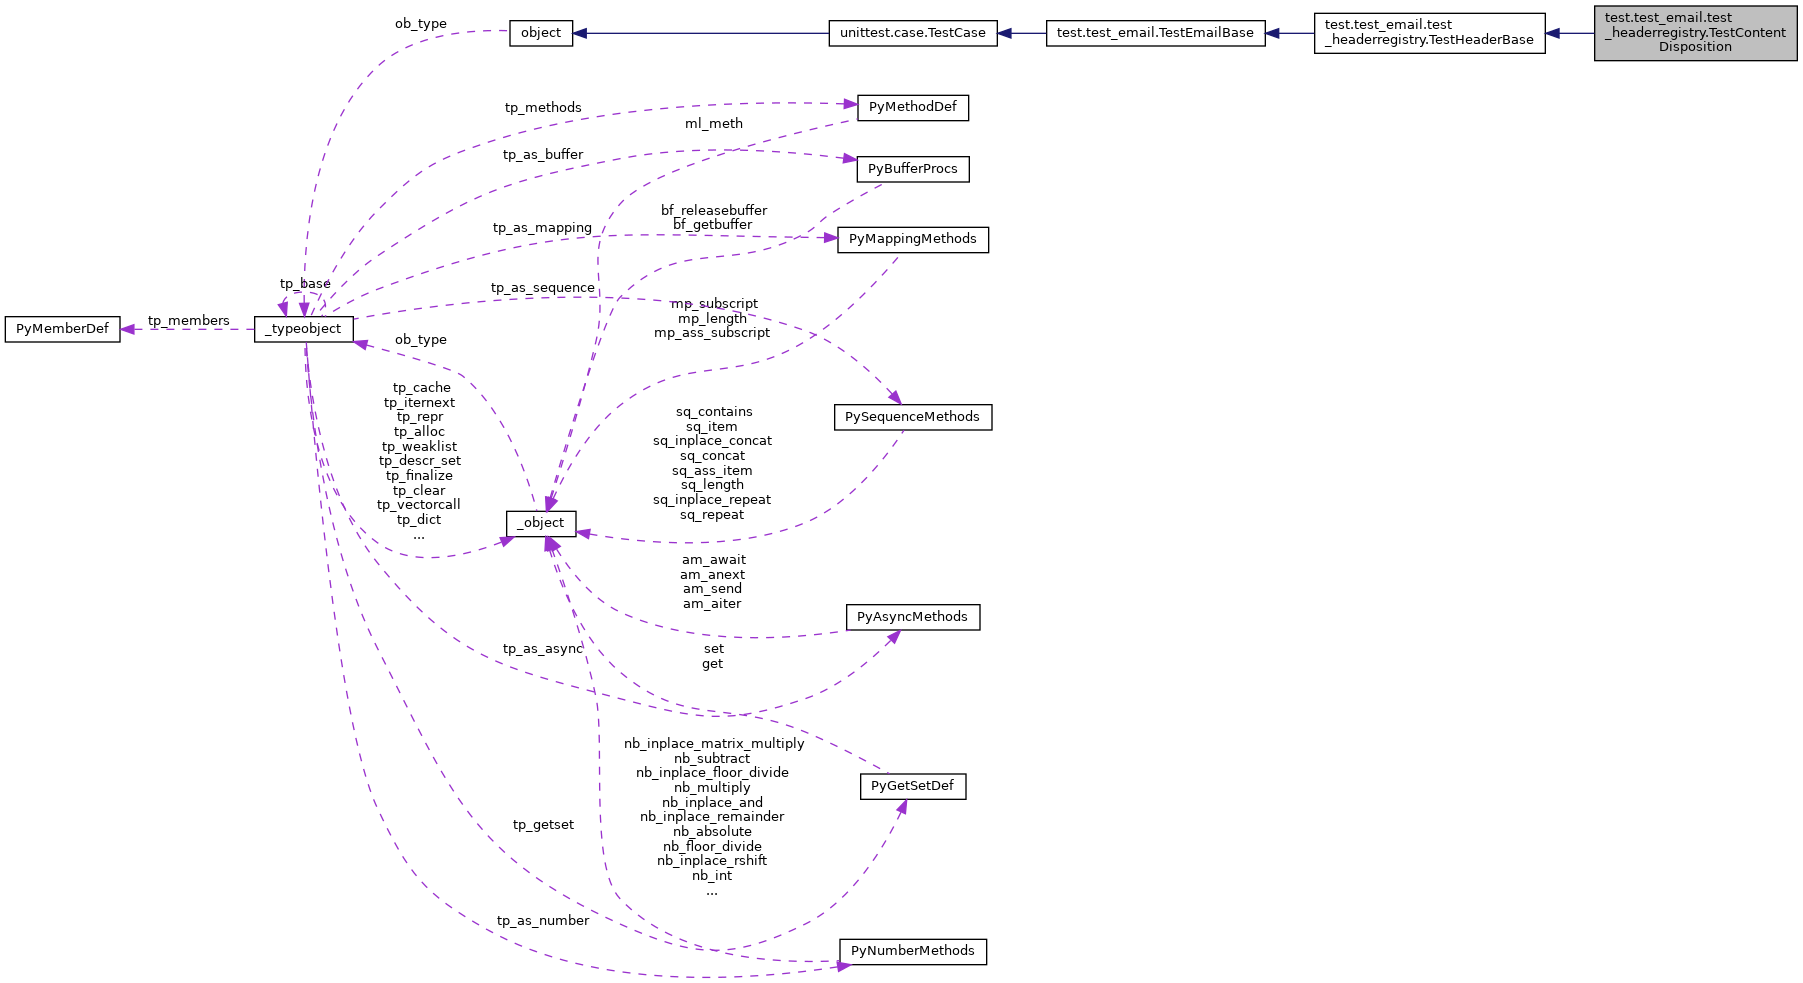 ob_type
object
unittest.case.TestCase
test.test_email.TestEmailBase
test.test_email.test
_headerregistry.TestHeaderBase
test.test_email.test
_headerregistry.TestContent
Disposition
tp_methods
PyMethodDef
ml_meth
tp_as_buffer
PyBufferProcs
bf_releasebuffer
bf_getbuffer
tp_as_mapping
PyMappingMethods
tp_base
tp_as_sequence
mp_subscript
mp_length
mp_ass_subscript
PyMemberDef
tp_members
_typeobject
ob_type
tp_cache
tp_iternext
tp_repr
tp_alloc
tp_weaklist
tp_descr_set
tp_finalize
tp_clear
tp_vectorcall
tp_dict
...
sq_contains
sq_item
sq_inplace_concat
sq_concat
sq_ass_item
sq_length
sq_inplace_repeat
sq_repeat
PySequenceMethods
_object
am_await
am_anext
am_send
am_aiter
PyAsyncMethods
tp_as_async
set
get
nb_inplace_matrix_multiply
nb_subtract
nb_inplace_floor_divide
nb_multiply
nb_inplace_and
nb_inplace_remainder
nb_absolute
nb_floor_divide
nb_inplace_rshift
nb_int
...
PyGetSetDef
tp_getset
tp_as_number
PyNumberMethods